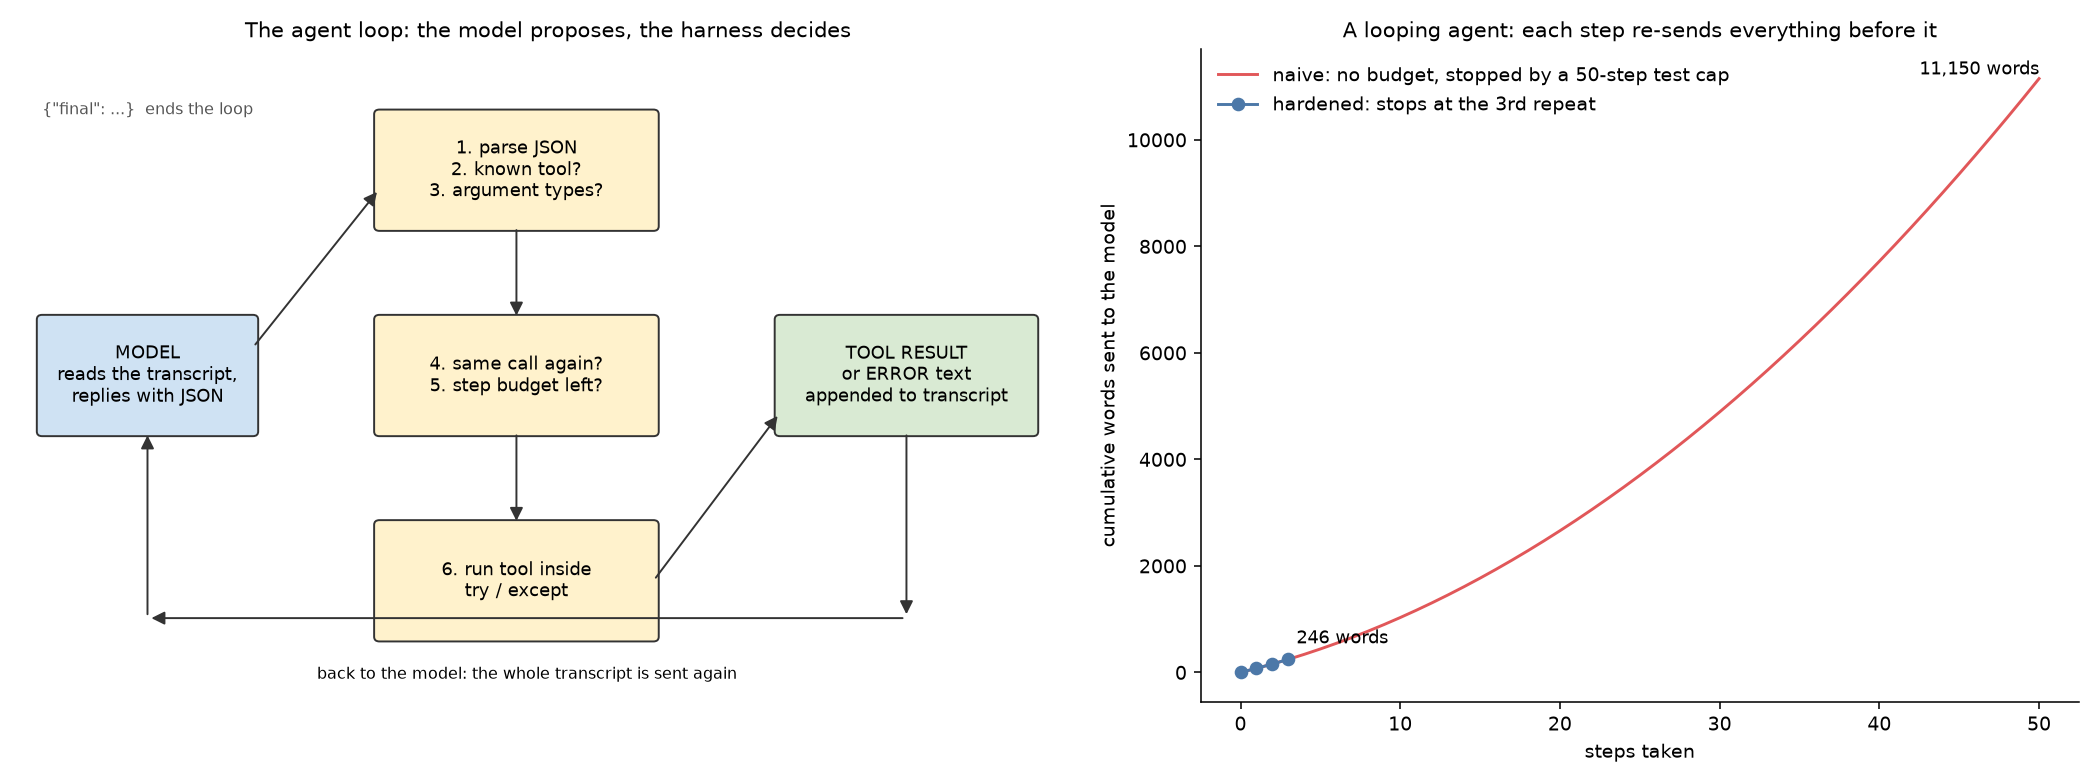 The agent loop: the model proposes, the harness decides
{"final": ...}  ends the loop
1. parse JSON
2. known tool?
3. argument types?
MODEL
reads the transcript,
replies with JSON
4. same call again?
5. step budget left?
TOOL RESULT
or ERROR text
appended to transcript
6. run tool inside
try / except
back to the model: the whole transcript is sent again
A looping agent: each step re-sends everything before it
naive: no budget, stopped by a 50-step test cap
hardened: stops at the 3rd repeat
11,150 words
246 words
cumulative words sent to the model
10000
8000
6000
4000
2000
0
0 10 20 30 40 50
steps taken